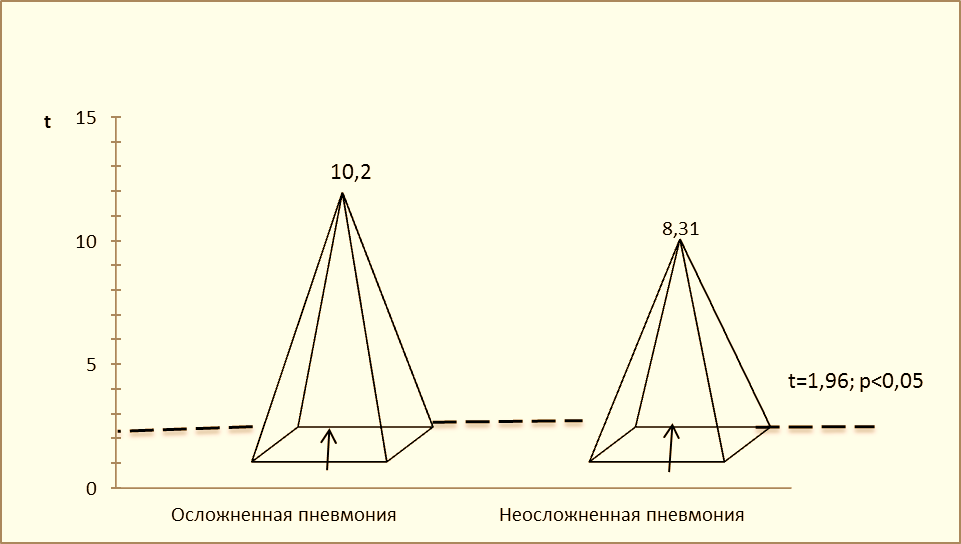 t
15
10,2
8,31
10
5
t=1,96; p<0,05
0
Осложненная пневмония
Неосложненная пневмония